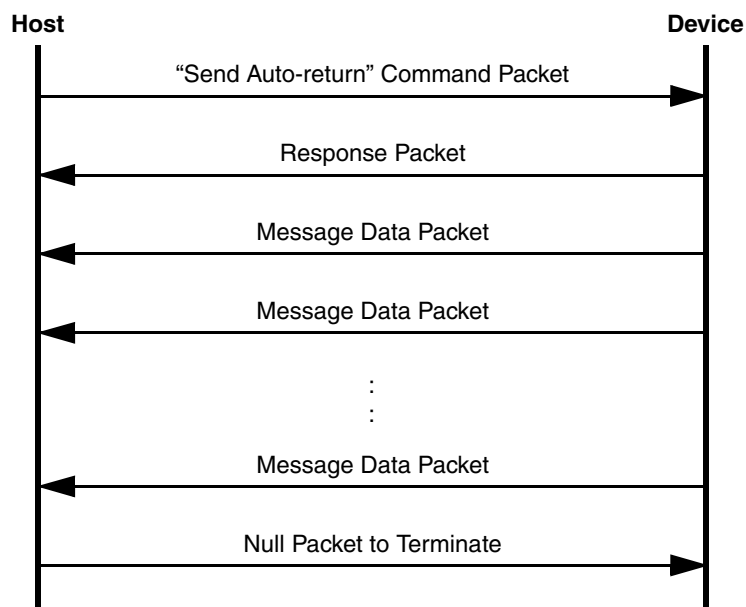 Host
Device
“Send Auto-return” Command Packet
Response Packet
Message Data Packet
Message Data Packet
:
:
Message Data Packet
Null Packet to Terminate